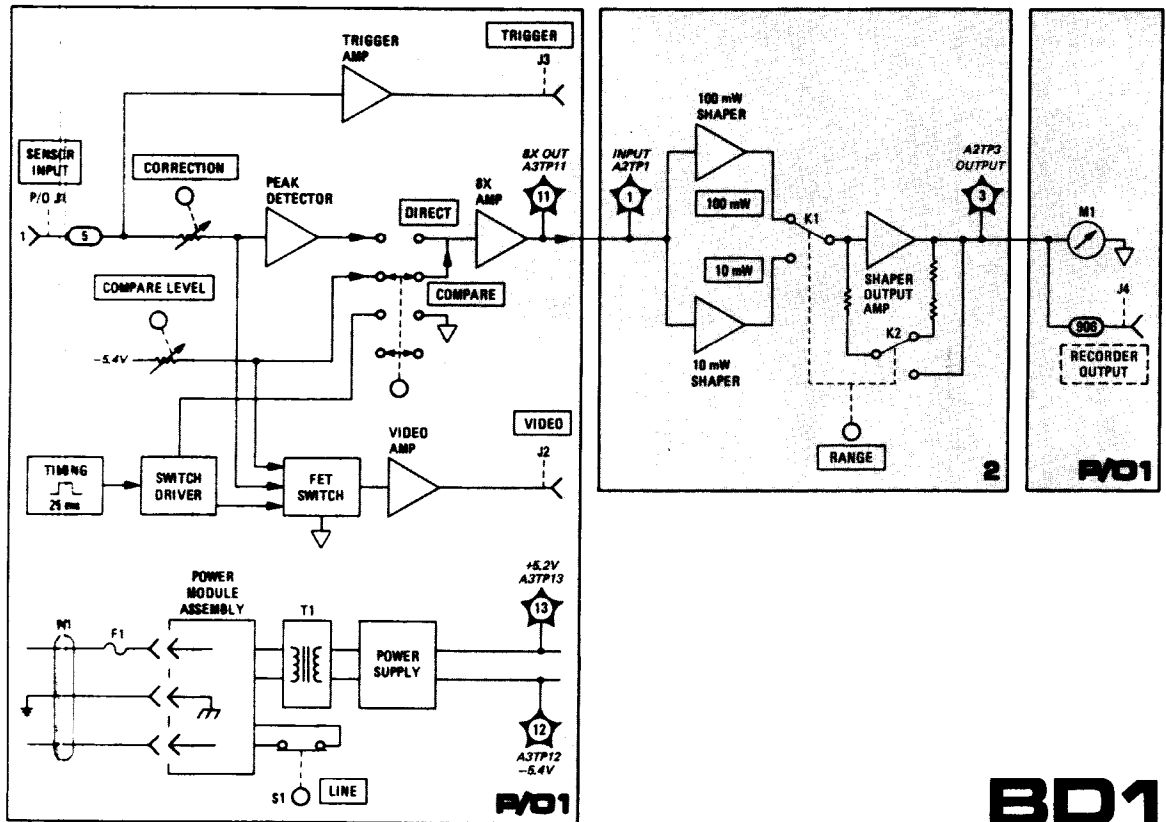 TRIGGER
AMP
TRIGGER
J3
SENSOR
INPUT
P/O J1
1
5
CORRECTION
PEAK
DETECTOR
DIRECT
8X
AMP
8X OUT
A3TP11
11
COMPARE LEVEL
COMPARE
-5.4V
TIMING
25 ms
SWITCH
DRIVER
FET
SWITCH
VIDEO
AMP
VIDEO
J2
POWER
MODULE
ASSEMBLY
W1
F1
T1
POWER
SUPPLY
+5.2V
A3TP13
13
12
A3TP12
-5.4V
S1
LINE
P/O1
INPUT
A2TP1
1
100 mW
SHAPER
100 mW
K1
10 mW
10 mW
SHAPER
SHAPER
OUTPUT
AMP
K2
A2TP3
OUTPUT
3
RANGE
2
M1
J4
906
RECORDER
OUTPUT
P/O1
BD1